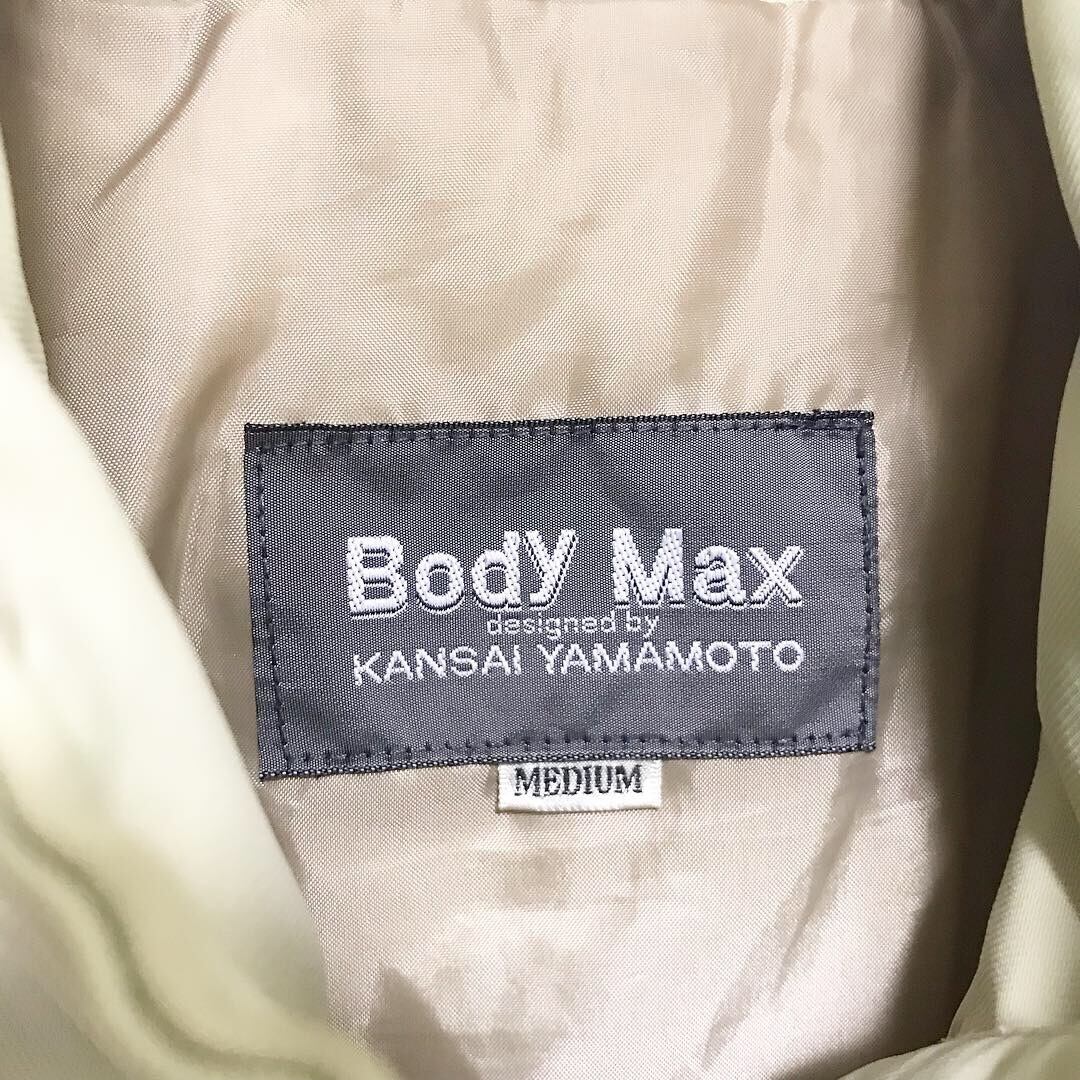 Body Max
designed by
KANSAI YAMAMOTO
MEDIUM